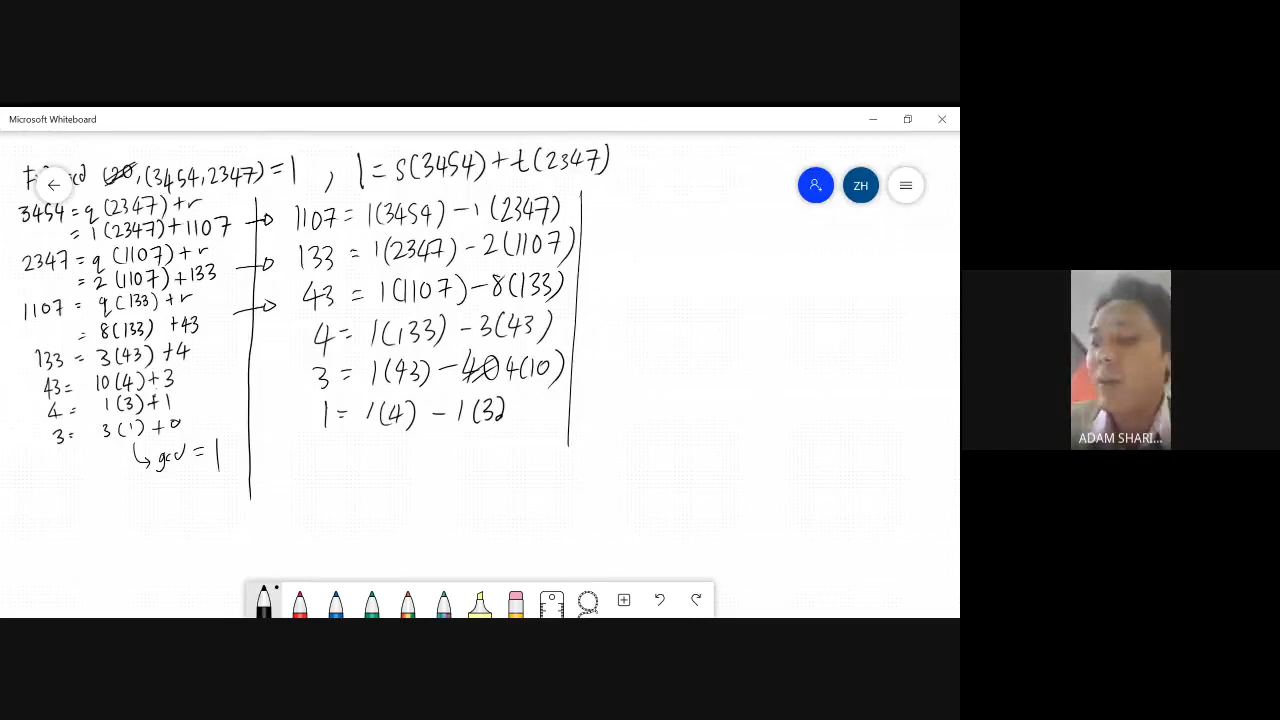 Microsoft Whiteboard
gcd (3454, 2347) = 1 , 1 = s(3454) + t(2347)
ZH
3454 = q(2347) + r
= 1(2347) + 1107
2347 = q(1107) + r
= 2(1107) + 133
1107 = q(133) + r
= 8(133) + 43
133 = 3(43) + 4
43 = 10(4) + 3
4 = 1(3) + 1
3 = 3(1) + 0
↳ gcd = 1
1107 = 1(3454) - 1(2347)
133 = 1(2347) - 2(1107)
43 = 1(1107) - 8(133)
4 = 1(133) - 3(43)
3 = 1(43) - 4(10)
1 = 1(4) - 1(3
ADAM SHARI...